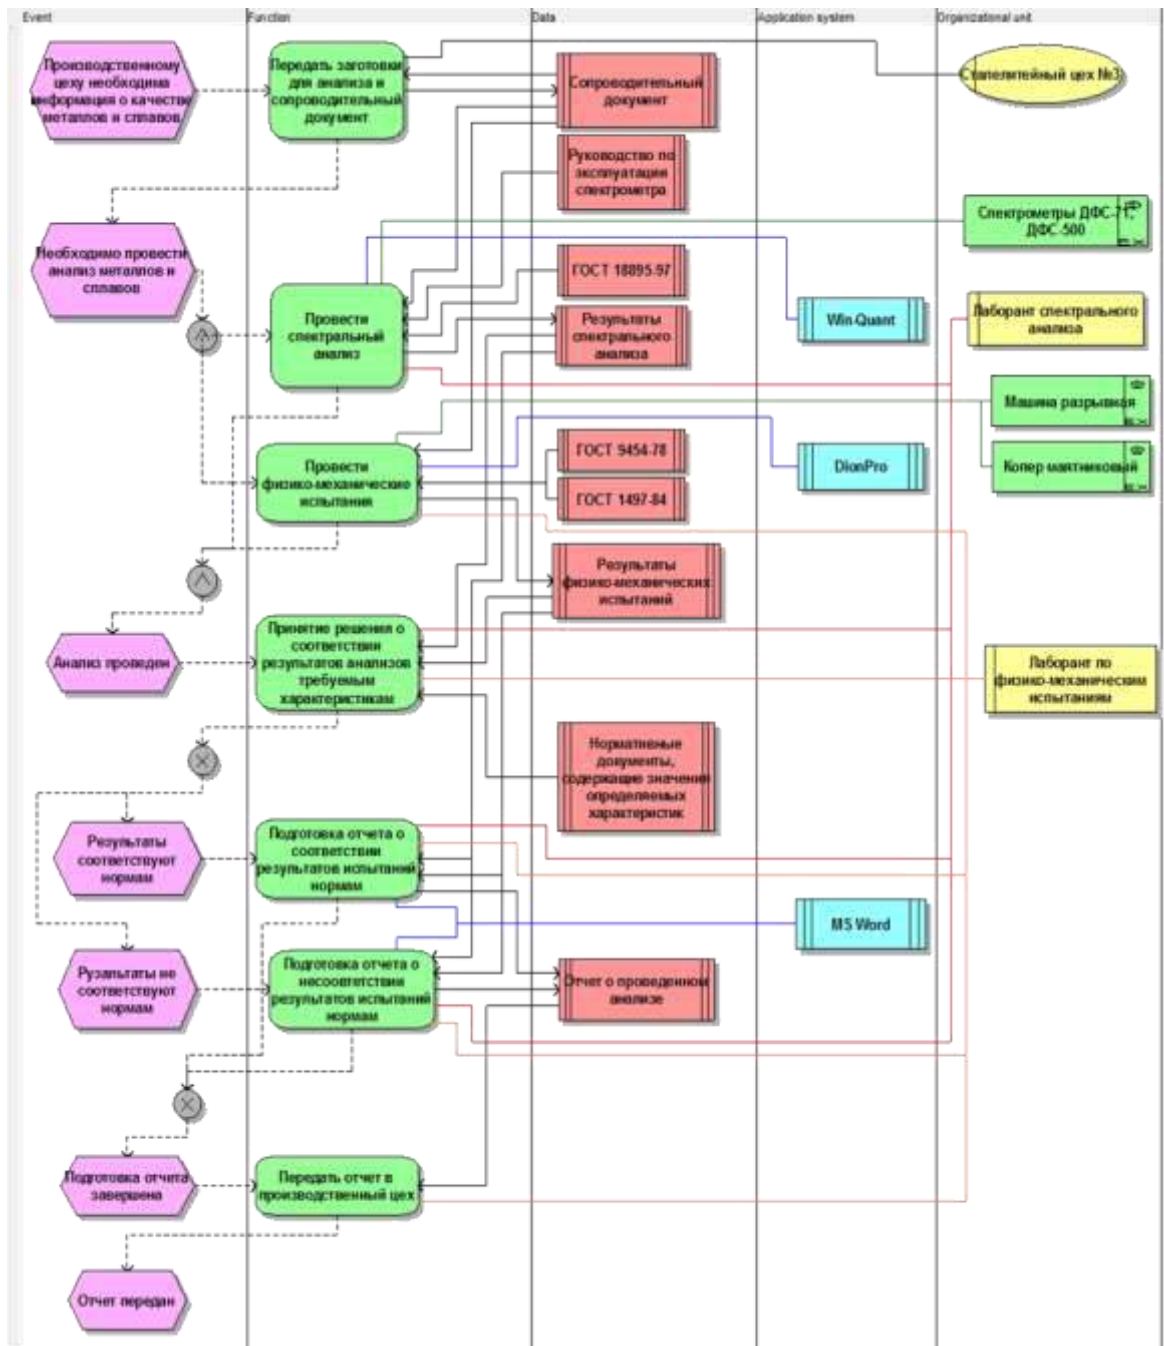 Event
Function
Data
Application system
Organizational unit
Производственному
цеху необходима
информация о качестве
металлов и сплавов
Передать заготовки
для анализа и
сопроводительный
документ
Сопроводительный
документ
Сталелитейный цех №3
Руководство по
эксплуатации
спектрометра
Спектрометры ДФС-71,
ДФС-500
Необходимо провести
анализ металлов и
сплавов
ГОСТ 18895-97
Провести
спектральный
анализ
Результаты
спектрального
анализа
Win-Quant
Лаборант спектрального
анализа
Машина разрывная
Провести
физико-механические
испытания
ГОСТ 9454-78
ГОСТ 1497-84
DionPro
Копер маятниковый
Результаты
физико-механических
испытаний
Анализ проведен
Принятие решения о
соответствии
результатов анализов
требуемым
характеристикам
Лаборант по
физико-механическим
испытаниям
Нормативные
документы,
содержащие значения
определяемых
характеристик
Результаты
соответствуют
нормам
Подготовка отчета о
соответствии
результатов испытаний
нормам
MS Word
Рузальтаты не
соответствуют
нормам
Подготовка отчета о
несоответствии
результатов испытаний
нормам
Отчет о проведенном
анализе
Подготовка отчета
завершена
Передать отчет в
производственный цех
Отчет передан